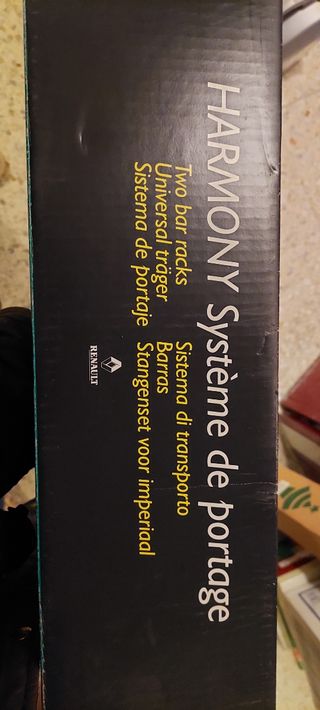 HARMONY Système de portage
Two bar racks
Universal träger
Sistema de portaje
Sistema di transporto
Barras
Stangenset voor imperiaal
RENAULT